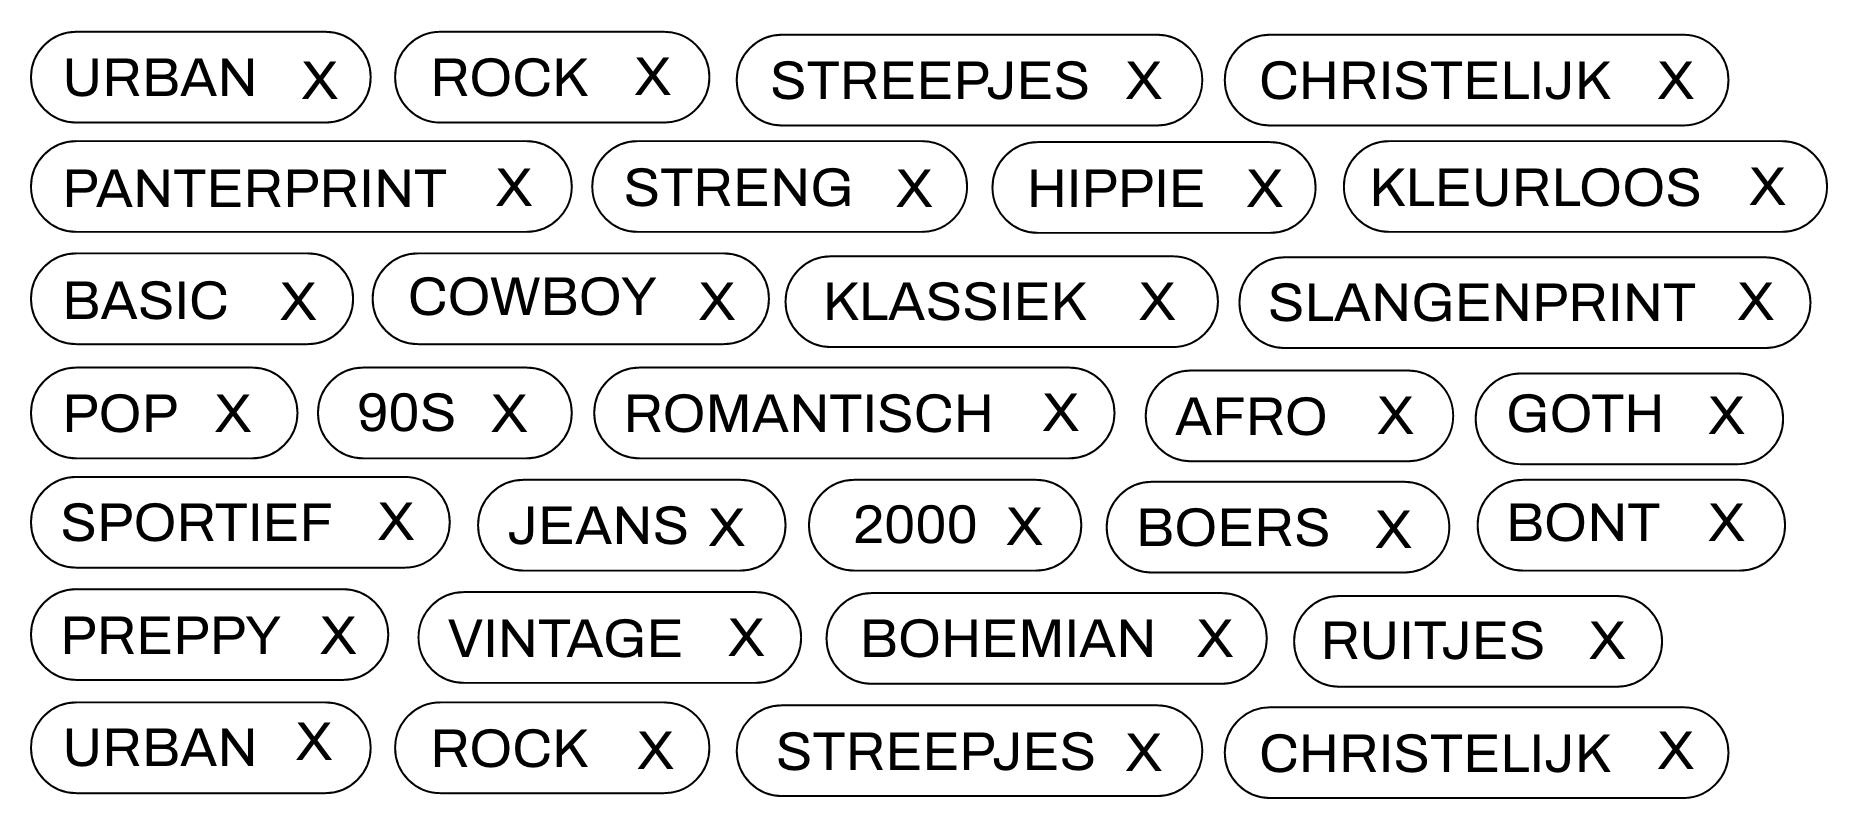 URBAN X ROCK X STREEPJES X CHRISTELIJK X
PANTERPRINT X STRENG X HIPPIE X KLEURLOOS X
BASIC X COWBOY X KLASSIEK X SLANGENPRINT X
POP X 90S X ROMANTISCH X AFRO X GOTH X
SPORTIEF X JEANS X 2000 X BOERS X BONT X
PREPPY X VINTAGE X BOHEMIAN X RUITJES X
URBAN X ROCK X STREEPJES X CHRISTELIJK X